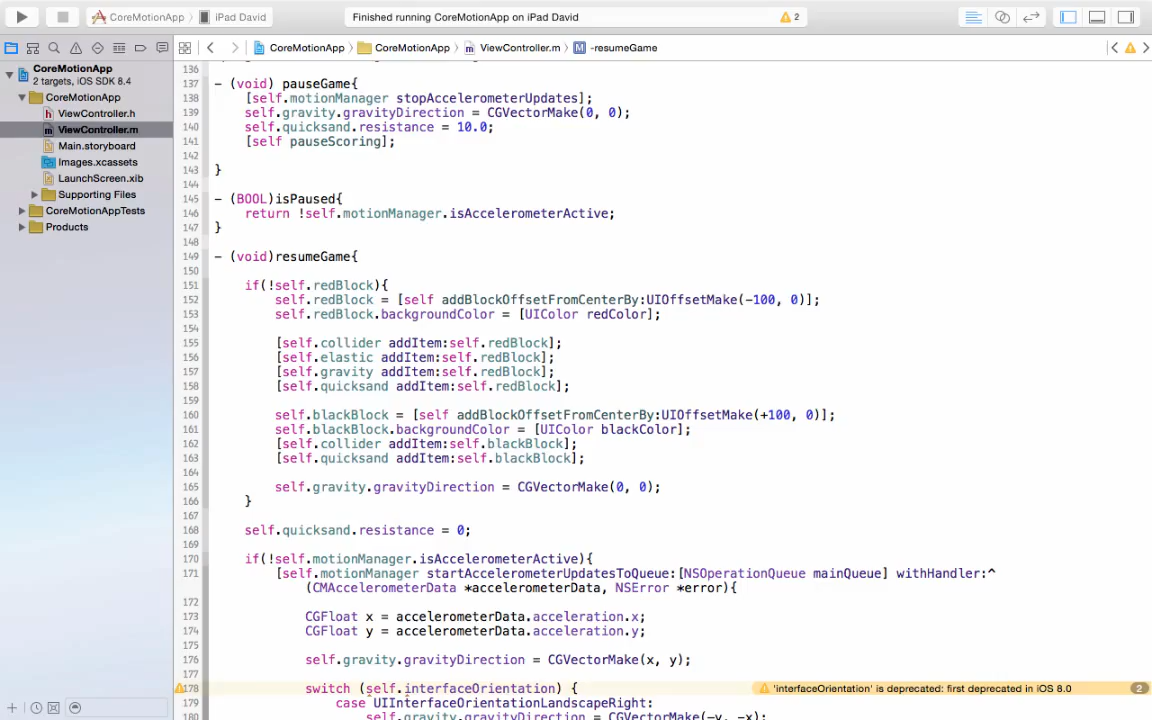 CoreMotionApp iPad David
Finished running CoreMotionApp on iPad David 2
CoreMotionApp CoreMotionApp ViewController.m -resumeGame
CoreMotionApp
2 targets, iOS SDK 8.4
CoreMotionApp
ViewController.h
ViewController.m
Main.storyboard
Images.xcassets
LaunchScreen.xib
Supporting Files
CoreMotionAppTests
Products
136
137 - (void) pauseGame{
138 [self.motionManager stopAccelerometerUpdates];
139 self.gravity.gravityDirection = CGVectorMake(0, 0);
140 self.quicksand.resistance = 10.0;
141 [self pauseScoring];
142
143 }
144
145 - (BOOL)isPaused{
146 return !self.motionManager.isAccelerometerActive;
147 }
148
149 - (void)resumeGame{
150
151 if(!self.redBlock){
152 self.redBlock = [self addBlockOffsetFromCenterBy:UIOffsetMake(-100, 0)];
153 self.redBlock.backgroundColor = [UIColor redColor];
154
155 [self.collider addItem:self.redBlock];
156 [self.elastic addItem:self.redBlock];
157 [self.gravity addItem:self.redBlock];
158 [self.quicksand addItem:self.redBlock];
159
160 self.blackBlock = [self addBlockOffsetFromCenterBy:UIOffsetMake(+100, 0)];
161 self.blackBlock.backgroundColor = [UIColor blackColor];
162 [self.collider addItem:self.blackBlock];
163 [self.quicksand addItem:self.blackBlock];
164
165 self.gravity.gravityDirection = CGVectorMake(0, 0);
166 }
168 self.quicksand.resistance = 0;
169
170 if(!self.motionManager.isAccelerometerActive){
171 [self.motionManager startAccelerometerUpdatesToQueue:[NSOperationQueue mainQueue] withHandler:^
(CMAccelerometerData *accelerometerData, NSError *error){
172
173 CGFloat x = accelerometerData.acceleration.x;
174 CGFloat y = accelerometerData.acceleration.y;
175
176 self.gravity.gravityDirection = CGVectorMake(x, y);
177
178 switch (self.interfaceOrientation) { 'interfaceOrientation' is deprecated: first deprecated in iOS 8.0 2
179 case UIInterfaceOrientationLandscapeRight:
180 self.gravity.gravityDirection = CGVectorMake(-y, -x);